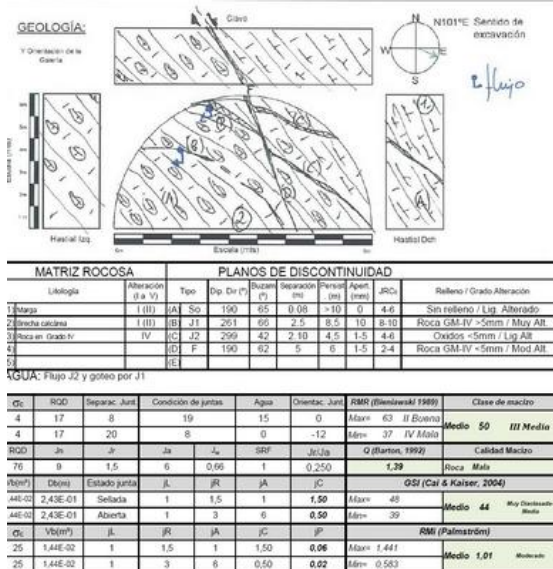 GEOLOGÍA:
Y Orientación de la
Galería
Clave
N
W
E
S
N101ºE Sentido de
excavación
flujo
Hastial Izq.
Escala (mts)
Hastial Dch
MATRIZ ROCOSA
PLANOS DE DISCONTINUIDAD
Litología Alteración (I a V) Tipo Dip. Dir (º) Buzam (º) Separación (m) Persist (m) Apert. (mm) JRC Relleno / Grado Alteración
Marga I (II) (A) So 190 65 0.08 >10 0 4-6 Sin relleno / Lig. Alterado
Brecha calcárea I (II) (B) J1 261 66 2.5 8,5 10 8-10 Roca GM-IV >5mm / Muy Alt.
Roca en Grado IV IV (C) J2 299 42 2.10 4,5 1-5 4-6 Oxidos <5mm / Lig Alt
(D) F 190 62 5 6 1-5 2-4 Roca GM-IV <5mm / Mod.Alt.
(E)
AGUA: Flujo J2 y goteo por J1
σc RQD Separac. Junt. Condición de juntas Agua Orientac. Junt. RMR (Bieniawski 1989) Clase de macizo
4 17 8 19 15 0 Max= 63 II Buena
4 17 20 8 0 -12 Min= 37 IV Mala
Medio 50 III Media
RQD Jn Jr Ja Jw SRF Jr/Ja Q (Barton, 1992) Calidad Macizo
76 9 1,5 6 0,66 1 0,250 1,39 Roca Mala
Vb(m³) Db(m) Estado junta jL jR jA jC GSI (Cai & Kaiser, 2004)
1,44E-02 2,43E-01 Sellada 1 1,5 1 1,50 Max= 48
1,44E-02 2,43E-01 Abierta 1 3 6 0,50 Min= 39
Medio 44
σc Vb(m³) jL jR jA jC jP RMi (Palmström)
25 1,44E-02 1 1,5 1 1,50 0,06 Max= 1,441
25 1,44E-02 1 3 6 0,50 0,02 Min= 0,583
Medio 1,01 Moderado